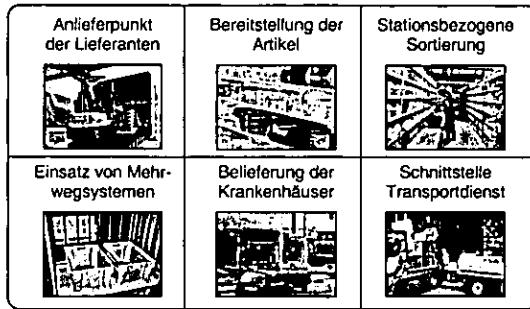 Anlieferpunkt
der Lieferanten
Bereitstellung der
Artikel
Stationsbezogene
Sortierung
Einsatz von Mehr-
wegsystemen
Belieferung der
Krankenhäuser
Schnittstelle
Transportdienst